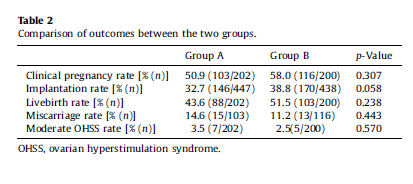 Table 2
Comparison of outcomes between the two groups.
Group A Group B p-Value
Clinical pregnancy rate [% (n)] 50.9 (103/202) 58.0 (116/200) 0.307
Implantation rate [% (n)] 32.7 (146/447) 38.8 (170/438) 0.058
Livebirth rate [% (n)] 43.6 (88/202) 51.5 (103/200) 0.238
Miscarriage rate [% (n)] 14.6 (15/103) 11.2 (13/116) 0.443
Moderate OHSS rate [% (n)] 3.5 (7/202) 2.5(5/200) 0.570
OHSS, ovarian hyperstimulation syndrome.